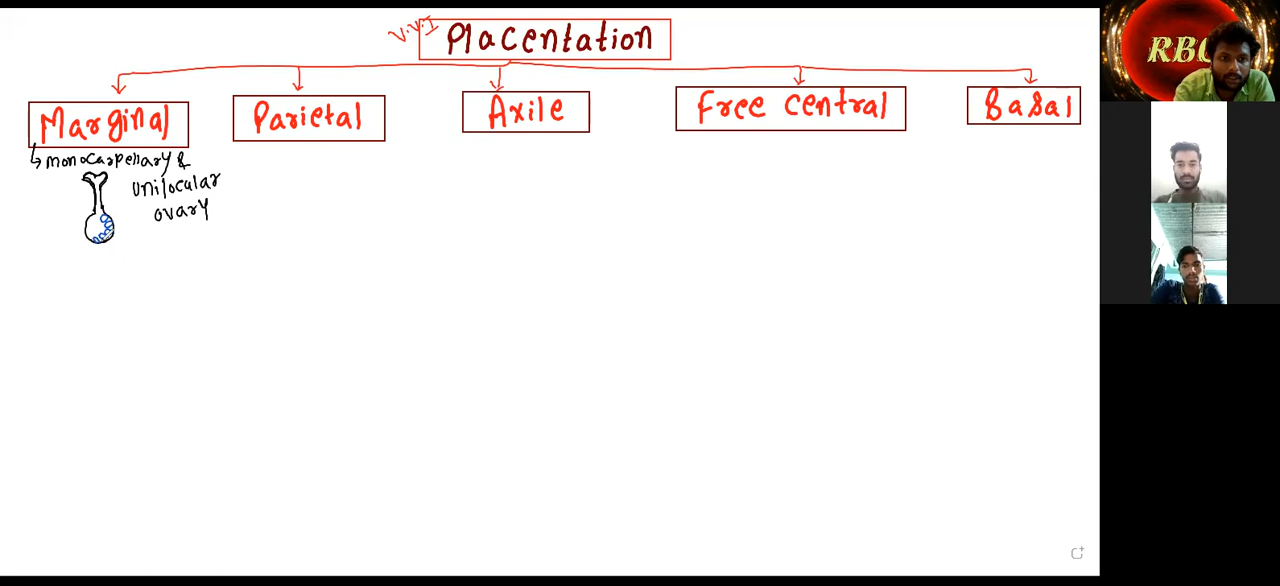 V.V.I Placentation
Marginal Parietal Axile Free central Basal
↳ monocarpellary &
unilocular
ovary
RBC